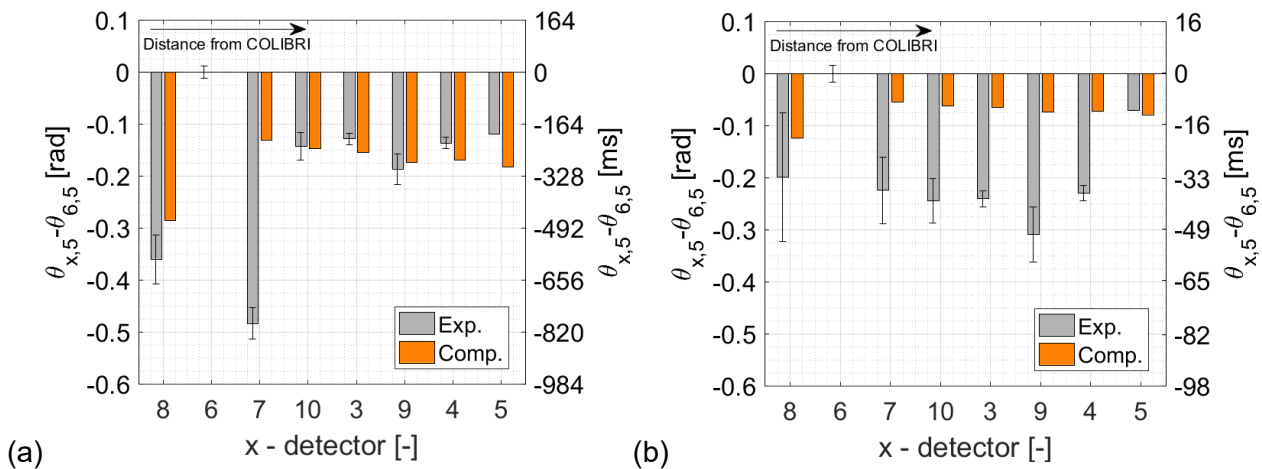 0.1
0
-0.1
-0.2
-0.3
-0.4
-0.5
-0.6
θx,5-θ6,5 [rad]
Distance from COLIBRI
164
0
-164
-328
-492
-656
-820
-984
θx,5-θ6,5 [ms]
Exp.
Comp.
8 6 7 10 3 9 4 5
x - detector [-]
(a)
0.1
0
-0.1
-0.2
-0.3
-0.4
-0.5
-0.6
θx,5-θ6,5 [rad]
Distance from COLIBRI
16
0
-16
-33
-49
-65
-82
-98
θx,5-θ6,5 [ms]
Exp.
Comp.
8 6 7 10 3 9 4 5
x - detector [-]
(b)